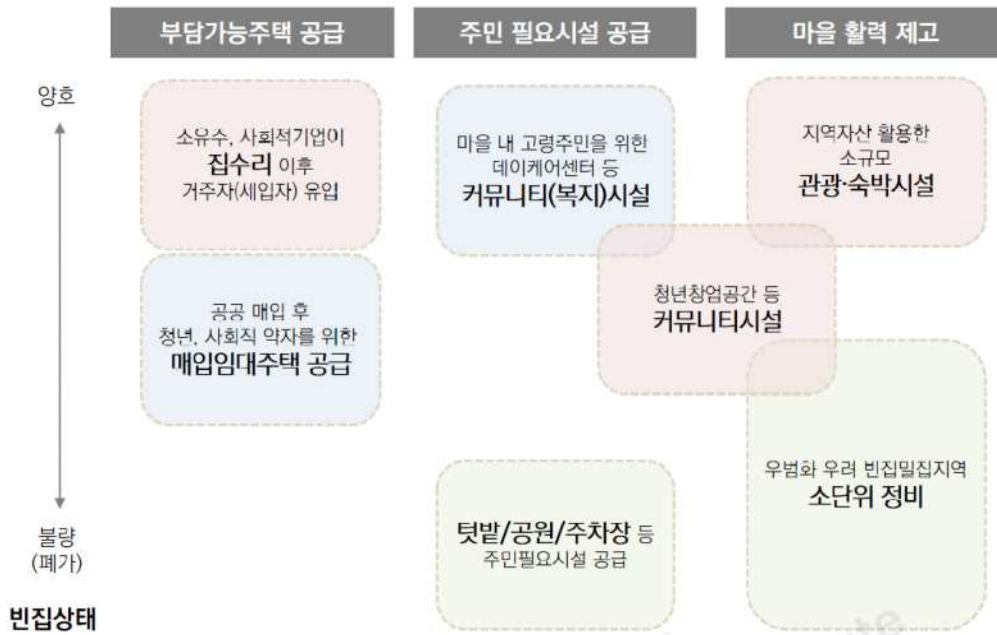 부담가능주택 공급
주민 필요시설 공급
마을 활력 제고
양호
소유수, 사회적기업이
집수리 이후
거주자(세입자) 유입
마을 내 고령주민을 위한
데이케어센터 등
커뮤니티(복지)시설
지역자산 활용한
소규모
관광·숙박시설
공공 매입 후
청년, 사회직 약자를 위한
매입임대주택 공급
청년창업공간 등
커뮤니티시설
우범화 우려 빈집밀집지역
소단위 정비
텃밭/공원/주차장 등
주민필요시설 공급
불량
(폐가)
빈집상태